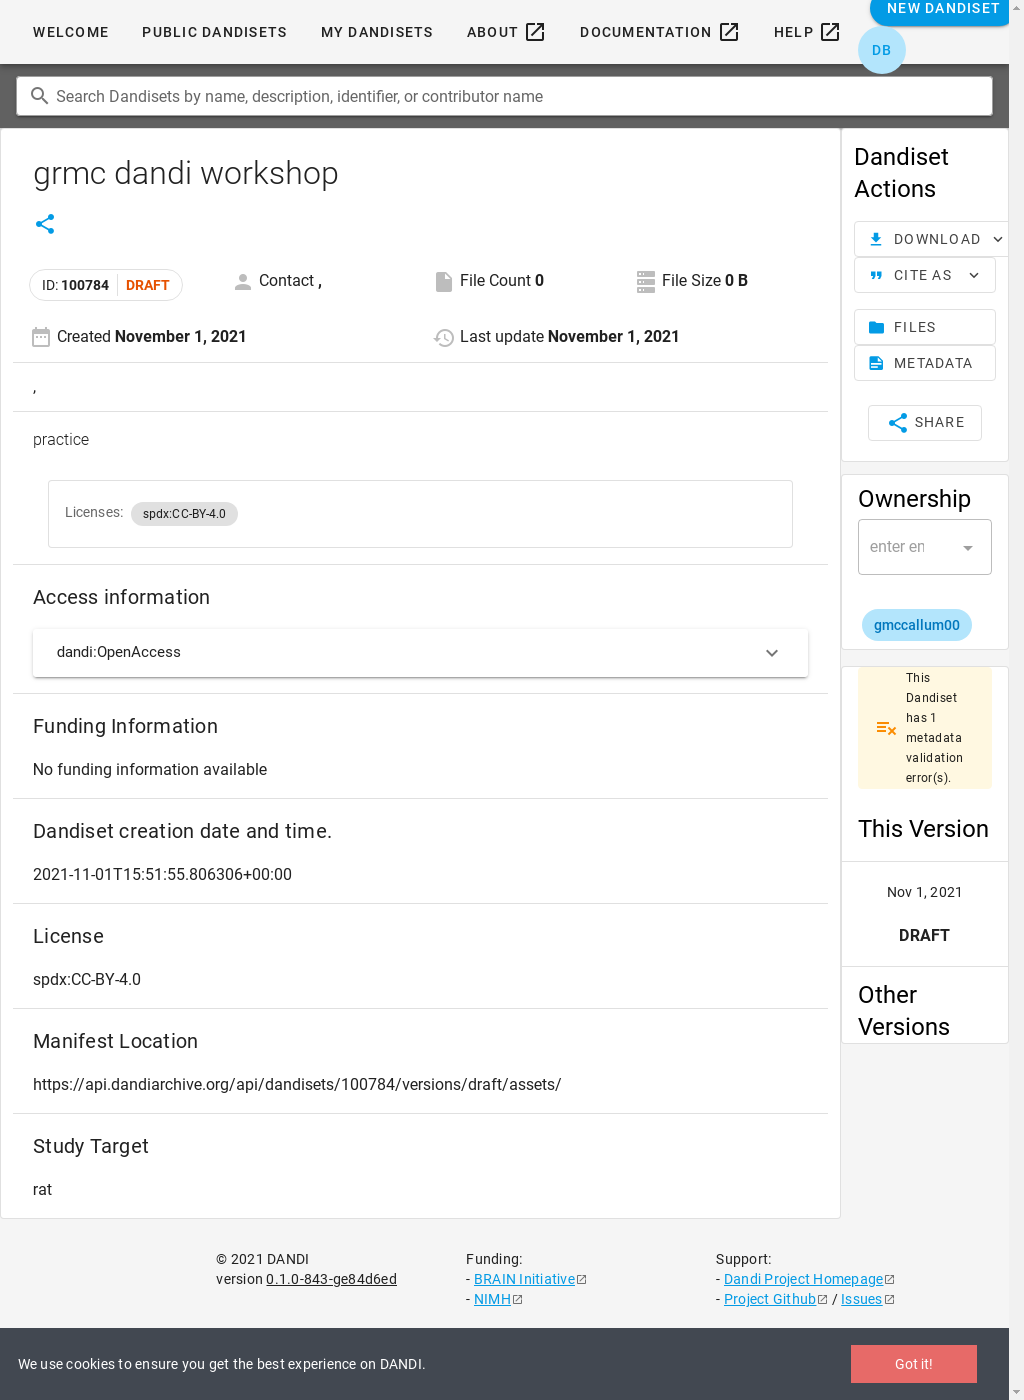 NEW DANDISET
WELCOME PUBLIC DANDISETS MY DANDISETS ABOUT DOCUMENTATION HELP
DB
Search Dandisets by name, description, identifier, or contributor name
grmc dandi workshop
ID: 100784 DRAFT
Contact ,
File Count 0
File Size 0 B
Created November 1, 2021
Last update November 1, 2021
,
practice
Licenses: spdx:CC-BY-4.0
Access information
dandi:OpenAccess
Funding Information
No funding information available
Dandiset creation date and time.
2021-11-01T15:51:55.806306+00:00
License
spdx:CC-BY-4.0
Manifest Location
https://api.dandiarchive.org/api/dandisets/100784/versions/draft/assets/
Study Target
rat
Dandiset
Actions
DOWNLOAD
CITE AS
FILES
METADATA
SHARE
Ownership
enter en
gmccallum00
This
Dandiset
has 1
metadata
validation
error(s).
This Version
Nov 1, 2021
DRAFT
Other
Versions
© 2021 DANDI
version 0.1.0-843-ge84d6ed
Funding:
- BRAIN Initiative
- NIMH
Support:
- Dandi Project Homepage
- Project Github / Issues
We use cookies to ensure you get the best experience on DANDI.
Got it!